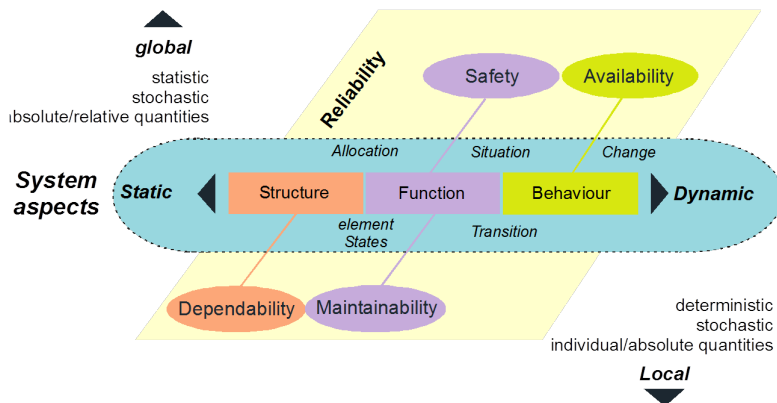 global
statistic
stochastic
absolute/relative quantities
Reliability
Safety
Availability
Allocation
Situation
Change
System
aspects
Static
Structure
Function
Behaviour
Dynamic
element
States
Transition
Dependability
Maintainability
deterministic
stochastic
individual/absolute quantities
Local